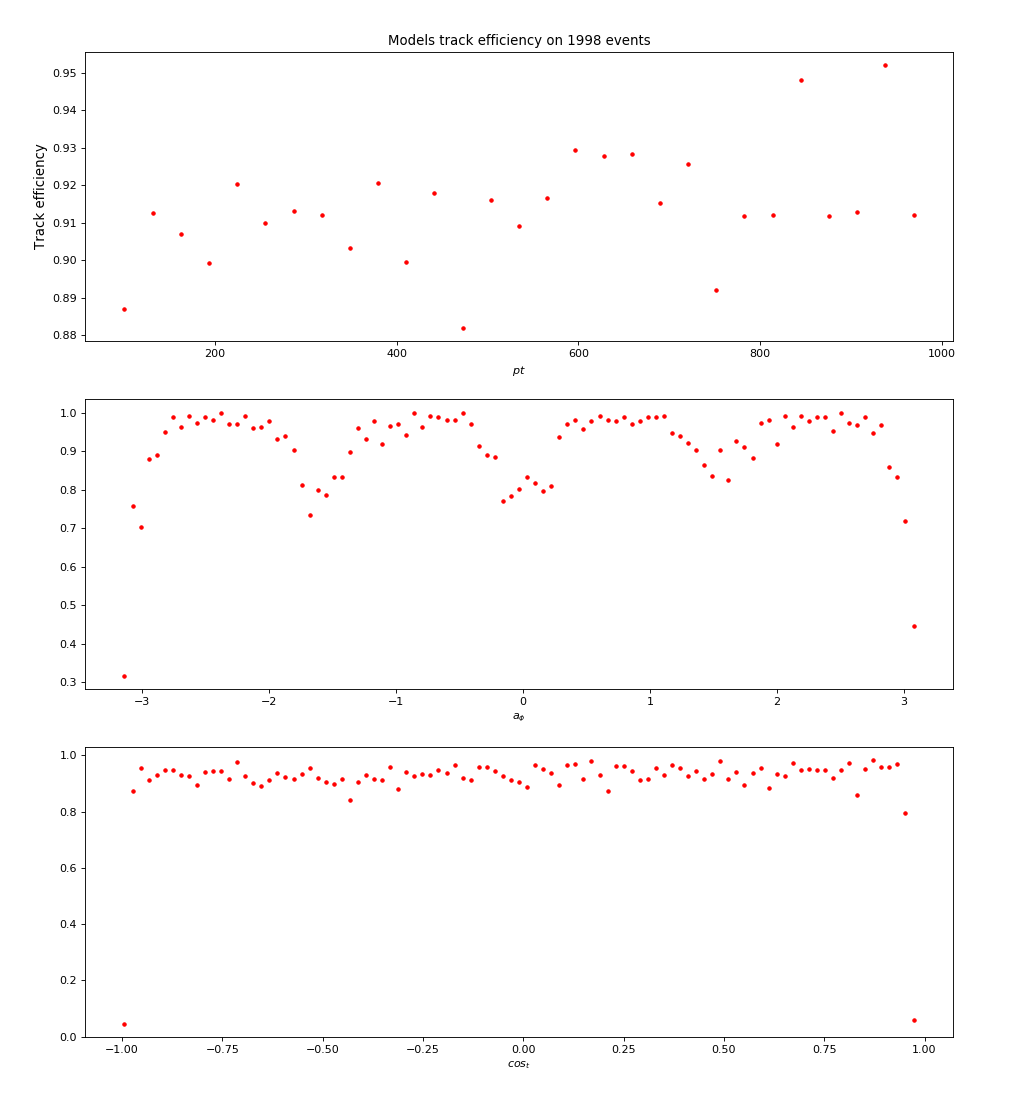 Models track efficiency on 1998 events
Track efficiency
0.95
0.94
0.93
0.92
0.91
0.90
0.89
0.88
200 400 600 800 1000
pt
1.0
0.9
0.8
0.7
0.6
0.5
0.4
0.3
−3 −2 −1 0 1 2 3
a_Φ
1.0
0.8
0.6
0.4
0.2
0.0
−1.00 −0.75 −0.50 −0.25 0.00 0.25 0.50 0.75 1.00
cos_t